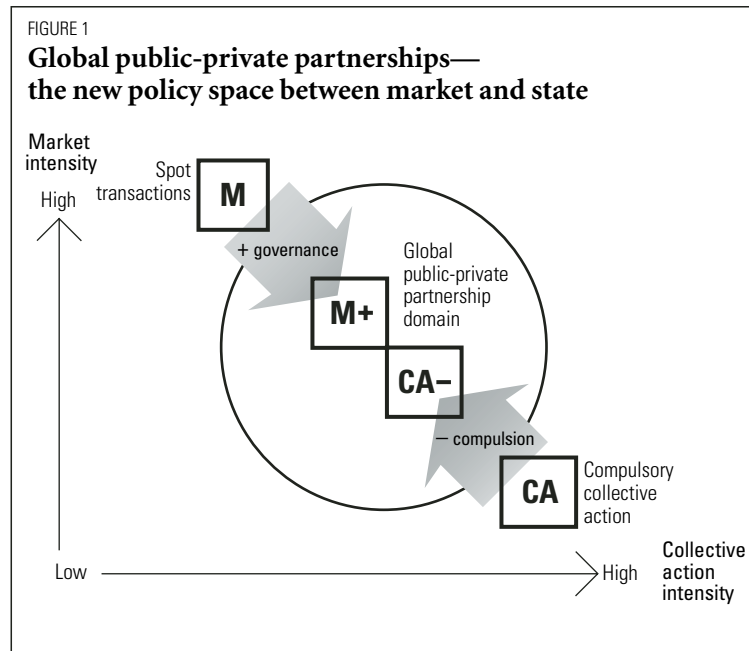 FIGURE 1
Global public-private partnerships—
the new policy space between market and state
Market
intensity
High
Spot
transactions
M
+ governance
Global
public-private
partnership
domain
M+
CA–
– compulsion
CA
Compulsory
collective
action
Low
High
Collective
action
intensity